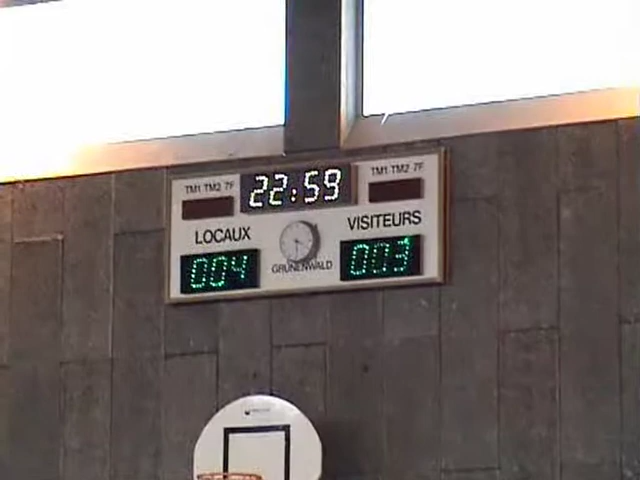 TM1 TM2 7F 22:59 TM1 TM2 7F
LOCAUX VISITEURS
004 GRUNENWALD 003